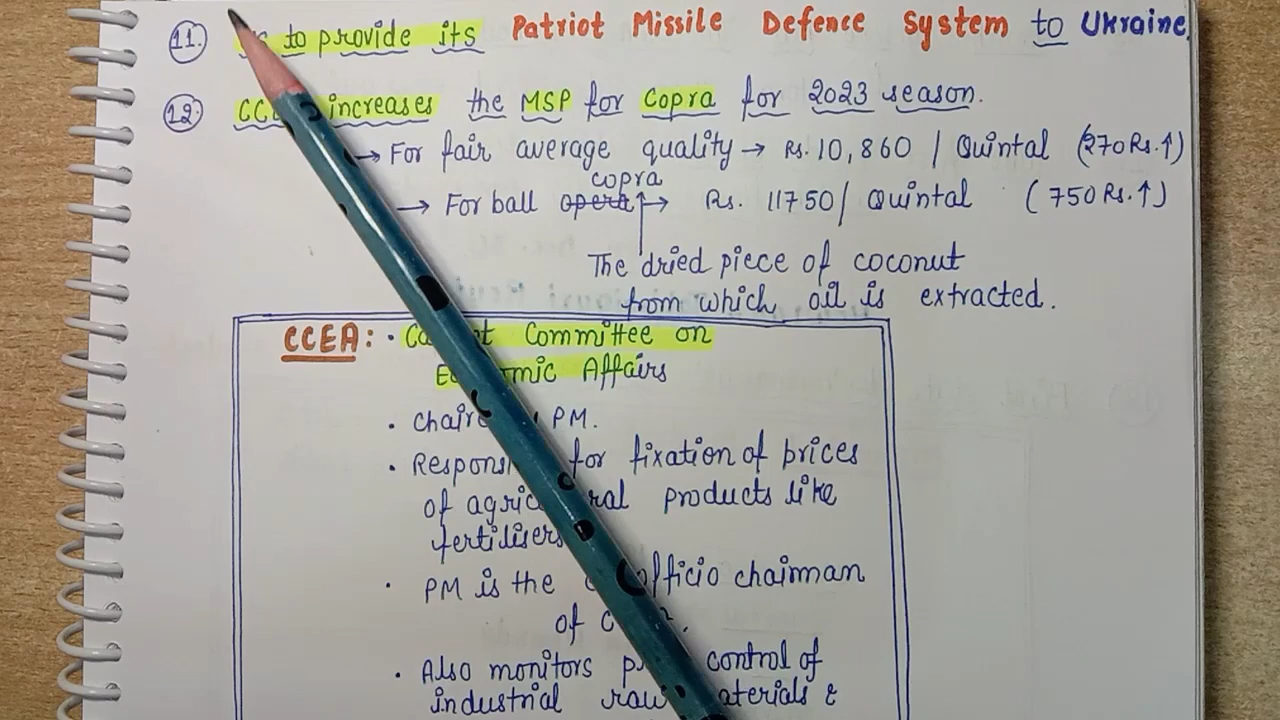 11. to provide its Patriot Missile Defence System to Ukraine.
12. increases the MSP for Copra for 2023 season.
→ For fair average quality → Rs. 10,860 / Quintal (270 Rs.↑)
copra
→ For ball opera → Rs. 11750/ Quintal (750 Rs.↑)
The dried piece of coconut
from which oil is extracted.
CCEA: · Committee on
Affairs
· PM.
· for fixation of prices
of products like
fertilisers
· PM is the officio chairman
of
· Also monitors control of
industrial raw &